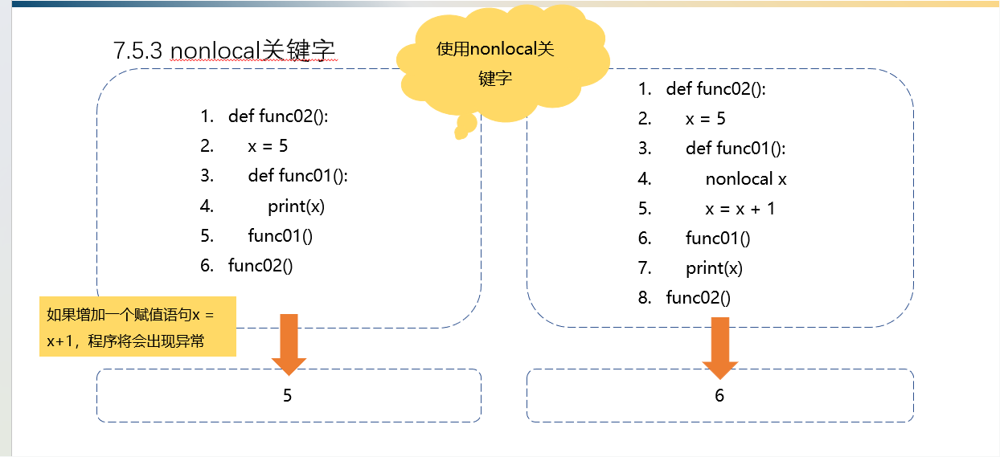 7.5.3 nonlocal关键字
使用nonlocal关
键字
1. def func02():
2. x = 5
3. def func01():
4. print(x)
5. func01()
6. func02()
如果增加一个赋值语句x =
x+1，程序将会出现异常
5
1. def func02():
2. x = 5
3. def func01():
4. nonlocal x
5. x = x + 1
6. func01()
7. print(x)
8. func02()
6